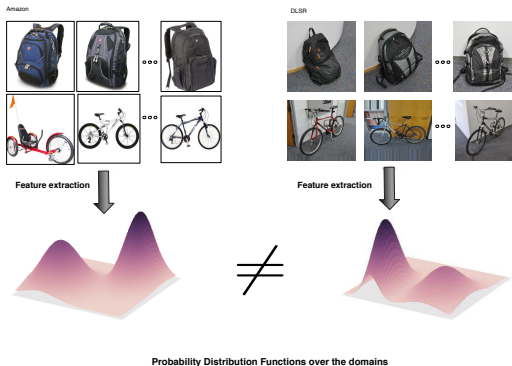 Amazon
DLSR
Feature extraction
Feature extraction
≠
Probability Distribution Functions over the domains